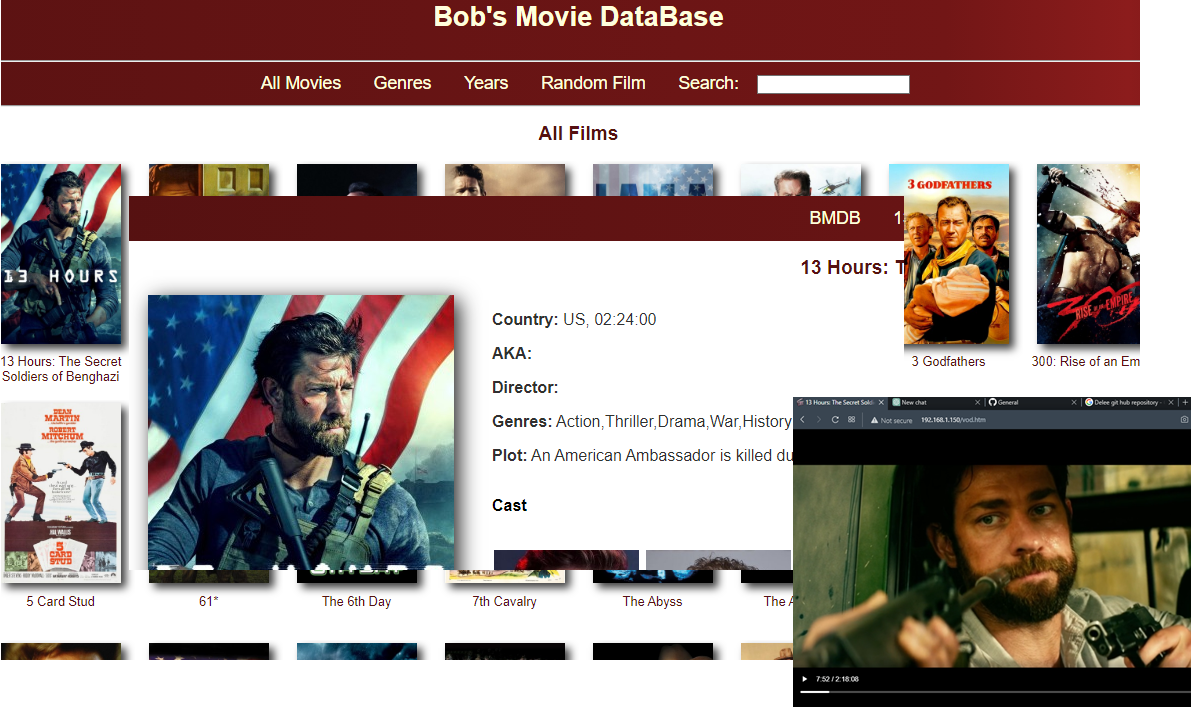 Bob's Movie DataBase
All Movies Genres Years Random Film Search:
All Films
13 HOURS
3 GODFATHERS
RISE OF AN EMPIRE
13 Hours: The Secret
Soldiers of Benghazi
3 Godfathers
300: Rise of an Em
BMDB
13 Hours: T
Country: US, 02:24:00
AKA:
Director:
Genres: Action,Thriller,Drama,War,History
Plot: An American Ambassador is killed du
Cast
DEAN
MARTIN
ROBERT
MITCHUM
HAL WALLIS
5
CARD
STUD
5 Card Stud
61*
The 6th Day
7th Cavalry
The Abyss
The A
13 Hours: The Secret Sold
New chat
General
Delee git hub repository -
Not secure 192.168.1.150/vod.htm
7:52 / 2:18:08